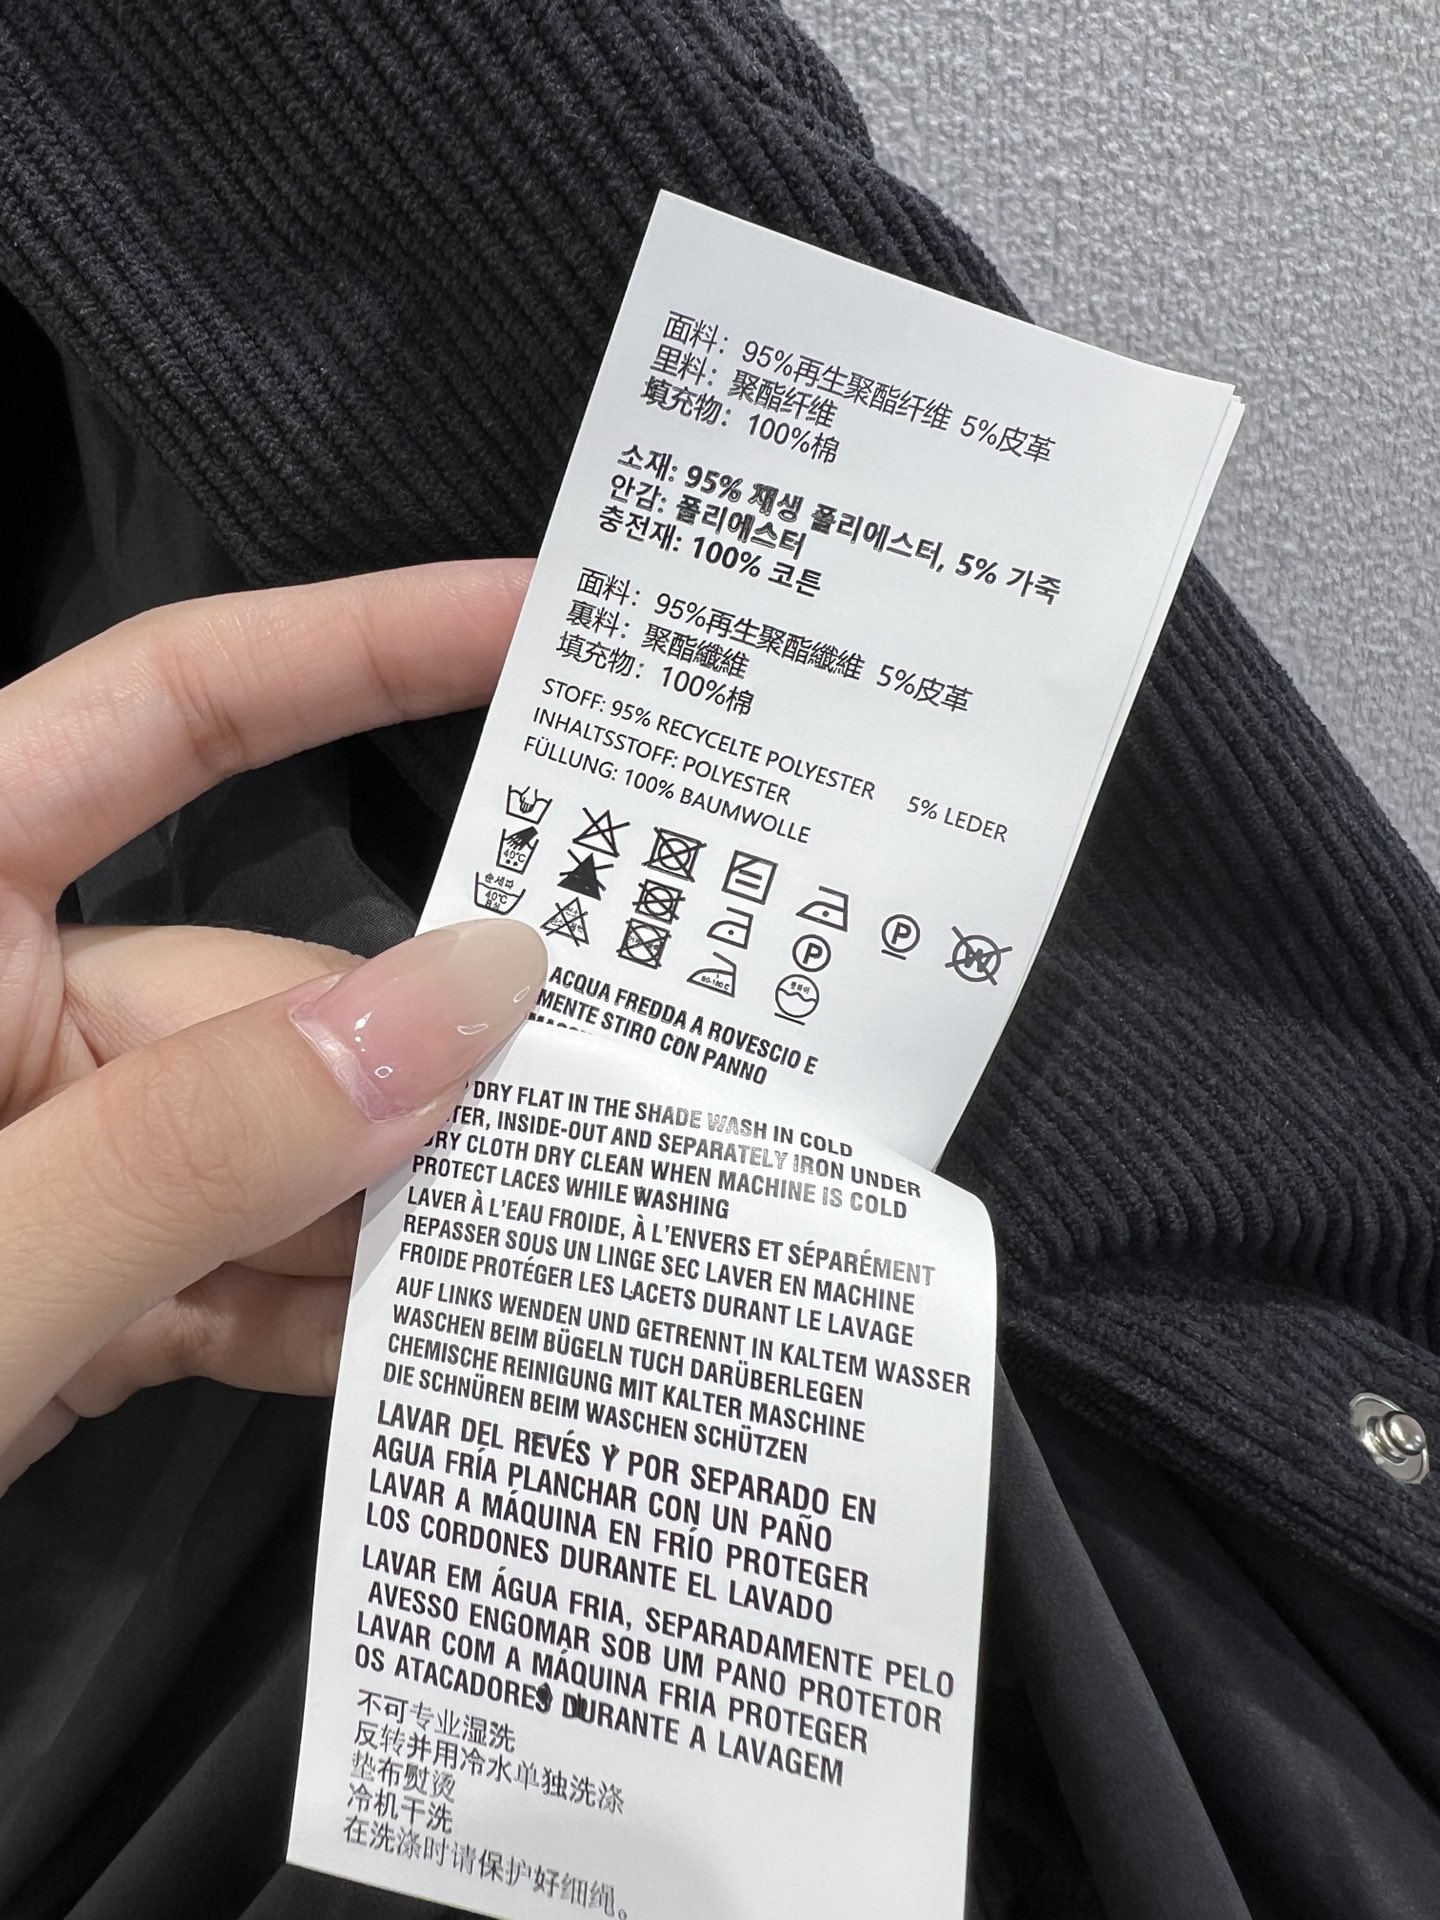 面料：95%再生聚酯纤维 5%皮革
里料：聚酯纤维
填充物：100%棉
소재: 95% 재생 폴리에스터, 5% 가죽
안감: 폴리에스터
충전재: 100% 코튼
面料：95%再生聚酯纖維 5%皮革
裏料：聚酯纖維
填充物：100%棉
STOFF: 95% RECYCELTE POLYESTER 5% LEDER
INHALTSSTOFF: POLYESTER
FÜLLUNG: 100% BAUMWOLLE
P
W
40℃
P
40℃
ACQUA FREDDA A ROVESCIO E
MENTE STIRO CON PANNO
DRY FLAT IN THE SHADE WASH IN COLD
TER, INSIDE-OUT AND SEPARATELY IRON UNDER
DRY CLOTH DRY CLEAN WHEN MACHINE IS COLD
PROTECT LACES WHILE WASHING
LAVER À L'EAU FROIDE, À L'ENVERS ET SÉPARÉMENT
REPASSER SOUS UN LINGE SEC LAVER EN MACHINE
FROIDE PROTÉGER LES LACETS DURANT LE LAVAGE
AUF LINKS WENDEN UND GETRENNT IN KALTEM WASSER
WASCHEN BEIM BÜGELN TUCH DARÜBERLEGEN
CHEMISCHE REINIGUNG MIT KALTER MASCHINE
DIE SCHNÜREN BEIM WASCHEN SCHÜTZEN
LAVAR DEL REVÉS Y POR SEPARADO EN
AGUA FRÍA PLANCHAR CON UN PAÑO
LAVAR A MÁQUINA EN FRÍO PROTEGER
LOS CORDONES DURANTE EL LAVADO
LAVAR EM ÁGUA FRIA, SEPARADAMENTE PELO
AVESSO ENGOMAR SOB UM PANO PROTETOR
LAVAR COM A MÁQUINA FRIA PROTEGER
OS ATACADORES DURANTE A LAVAGEM
不可专业湿洗
反转并用冷水单独洗涤
垫布熨烫
冷机干洗
在洗涤时请保护好细绳。